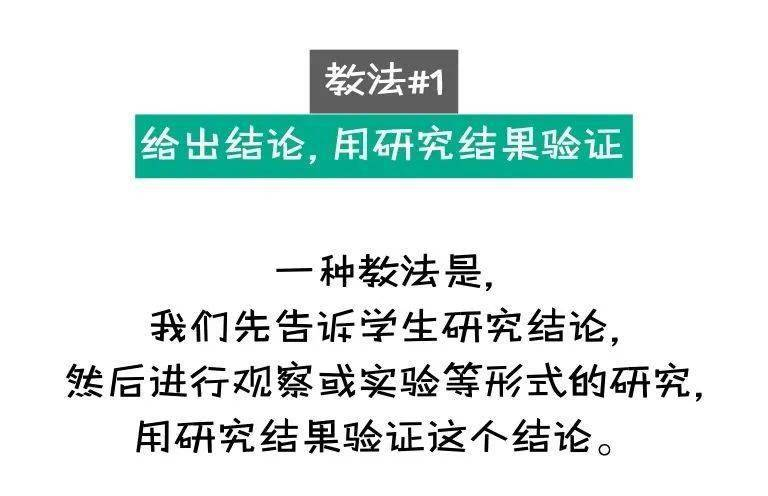 教法#1
给出结论，用研究结果验证
一种教法是，
我们先告诉学生研究结论，
然后进行观察或实验等形式的研究，
用研究结果验证这个结论。